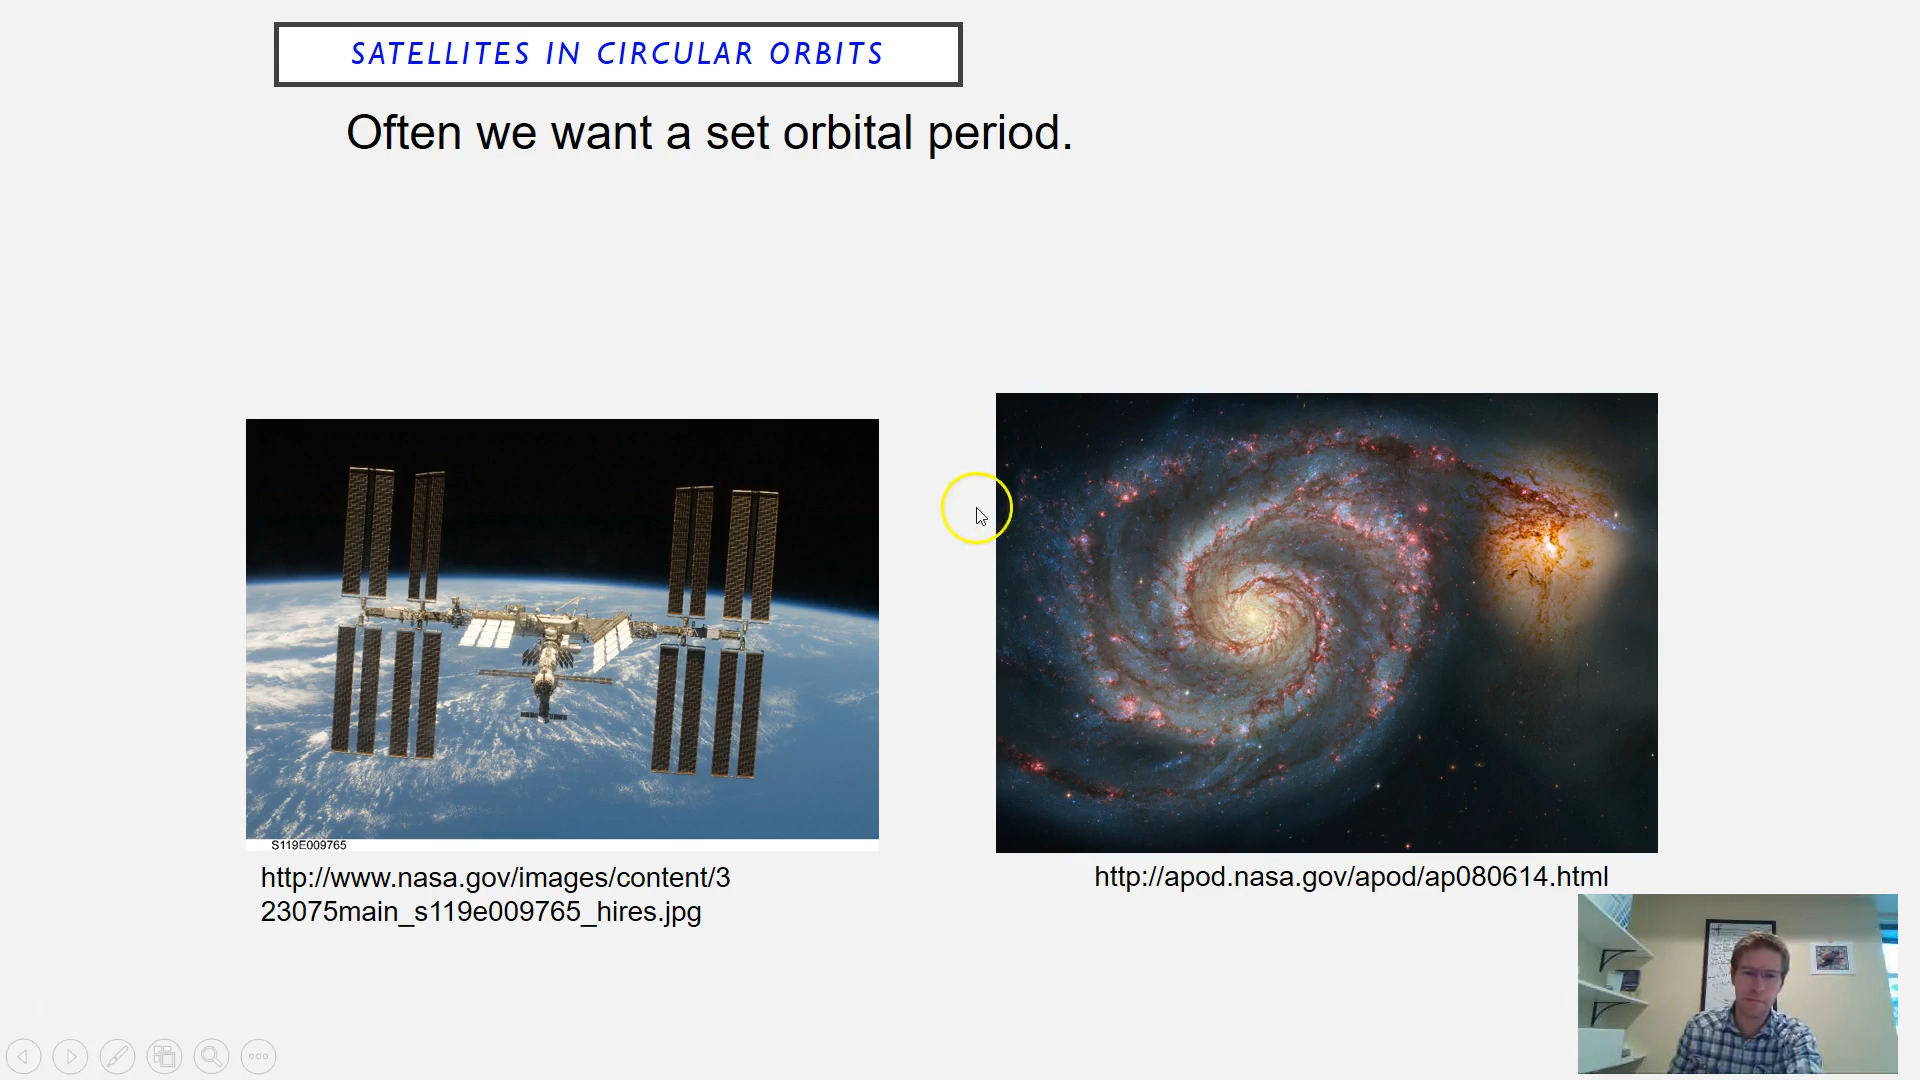 SATELLITES IN CIRCULAR ORBITS
Often we want a set orbital period.
S119E009765
http://www.nasa.gov/images/content/3
23075main_s119e009765_hires.jpg
http://apod.nasa.gov/apod/ap080614.html